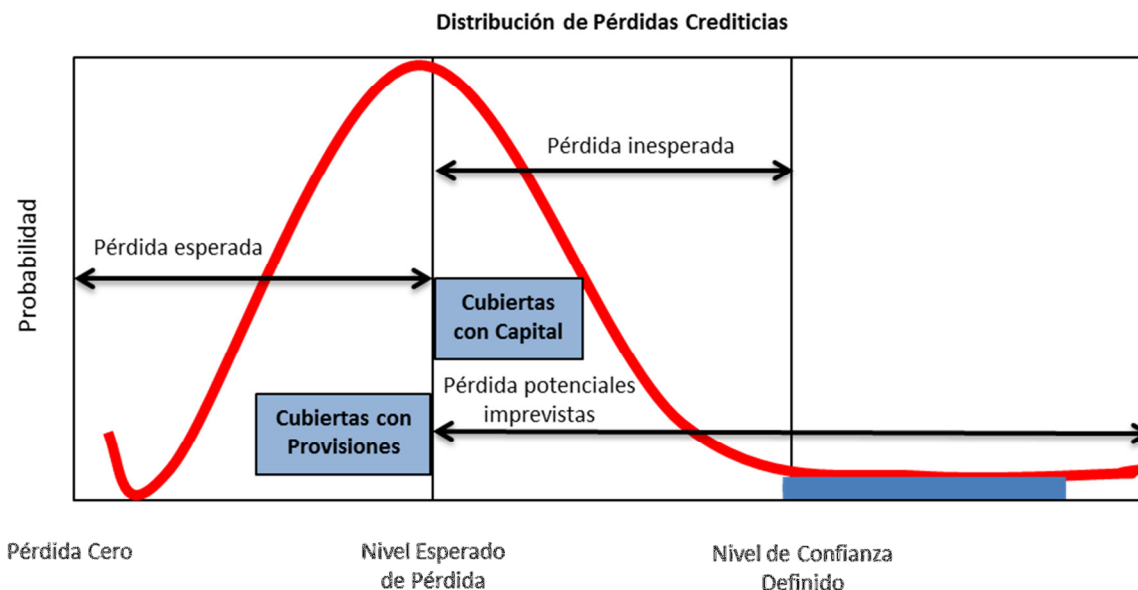 Distribución de Pérdidas Crediticias
Probabilidad
Pérdida inesperada
Pérdida esperada
Cubiertas
con Capital
Pérdida potenciales
imprevistas
Cubiertas con
Provisiones
Pérdida Cero
Nivel Esperado
de Pérdida
Nivel de Confianza
Definido